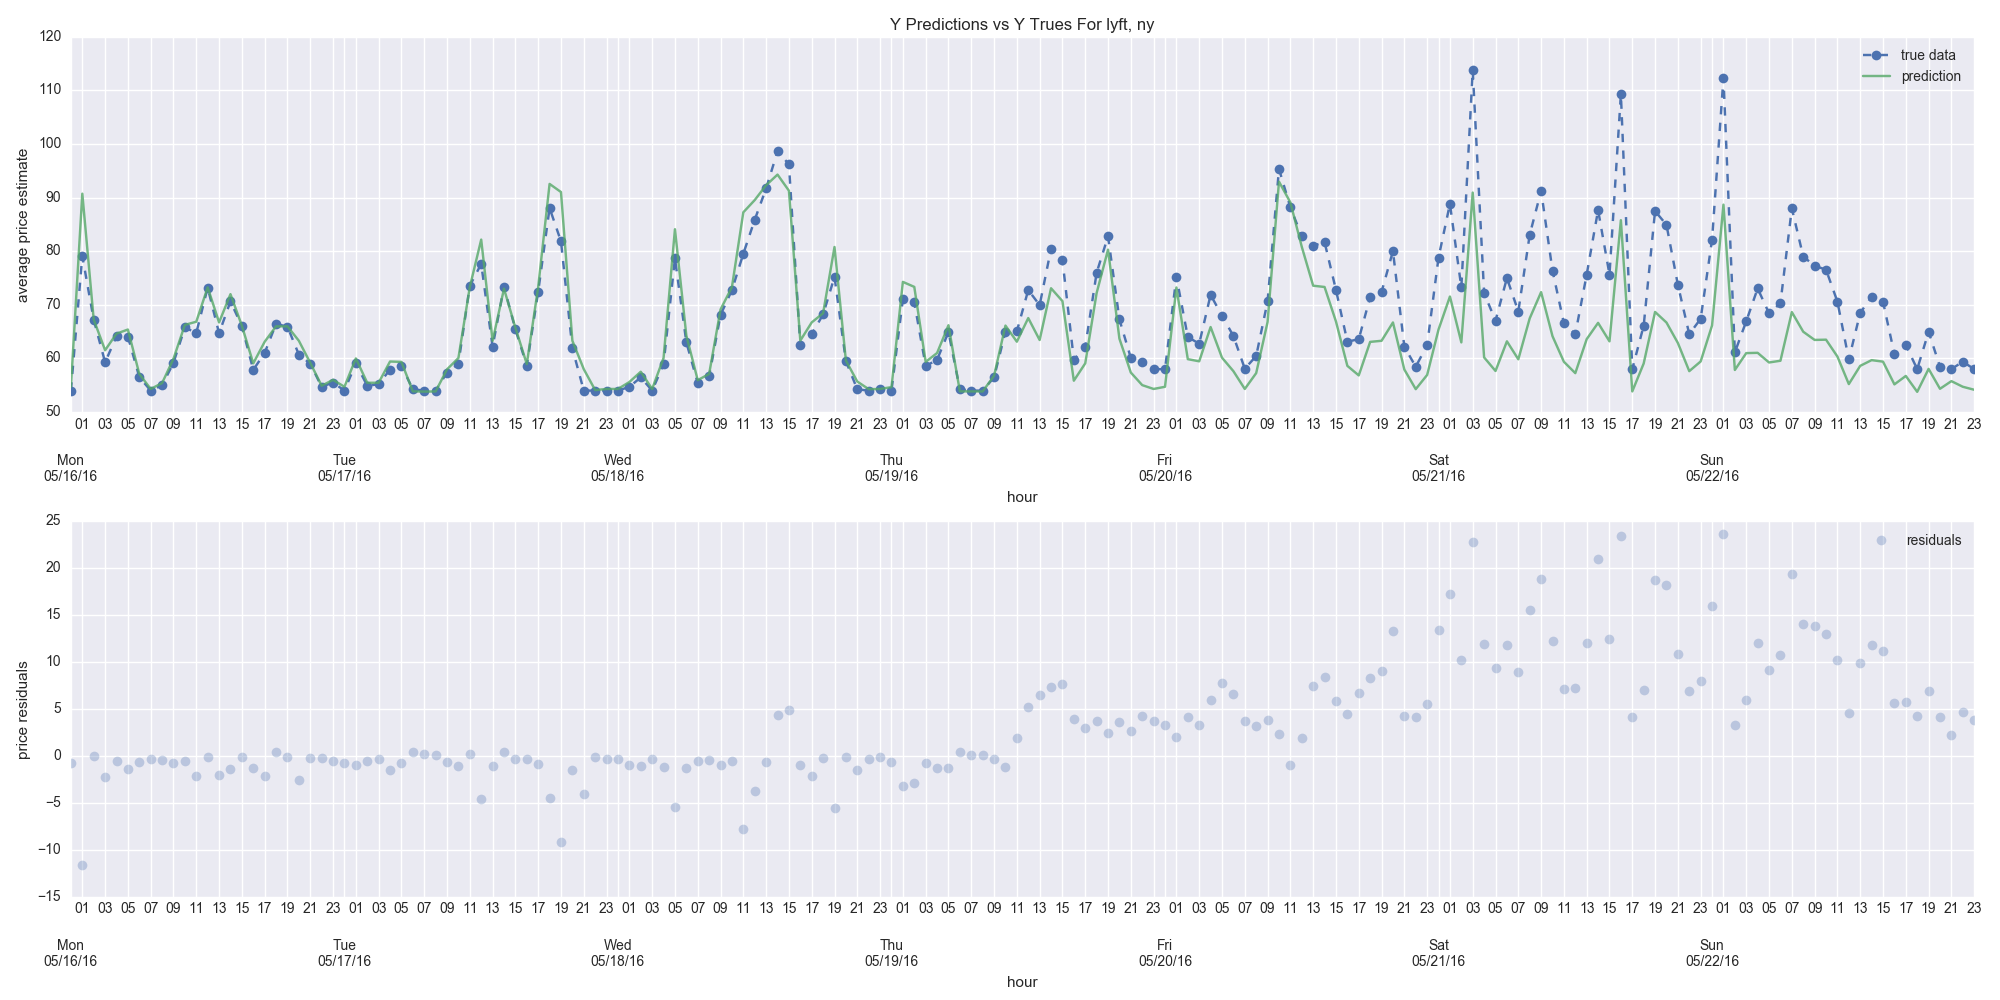 Y Predictions vs Y Trues For lyft, ny
120
110
100
90
80
70
60
50
average price estimate
true data
prediction
01 03 05 07 09 11 13 15 17 19 21 23 01 03 05 07 09 11 13 15 17 19 21 23 01 03 05 07 09 11 13 15 17 19 21 23 01 03 05 07 09 11 13 15 17 19 21 23 01 03 05 07 09 11 13 15 17 19 21 23 01 03 05 07 09 11 13 15 17 19 21 23 01 03 05 07 09 11 13 15 17 19 21 23
Mon Tue Wed Thu Fri Sat Sun
05/16/16 05/17/16 05/18/16 05/19/16 05/20/16 05/21/16 05/22/16
hour
25
20
15
10
5
0
−5
−10
−15
price residuals
residuals
01 03 05 07 09 11 13 15 17 19 21 23 01 03 05 07 09 11 13 15 17 19 21 23 01 03 05 07 09 11 13 15 17 19 21 23 01 03 05 07 09 11 13 15 17 19 21 23 01 03 05 07 09 11 13 15 17 19 21 23 01 03 05 07 09 11 13 15 17 19 21 23 01 03 05 07 09 11 13 15 17 19 21 23
Mon Tue Wed Thu Fri Sat Sun
05/16/16 05/17/16 05/18/16 05/19/16 05/20/16 05/21/16 05/22/16
hour